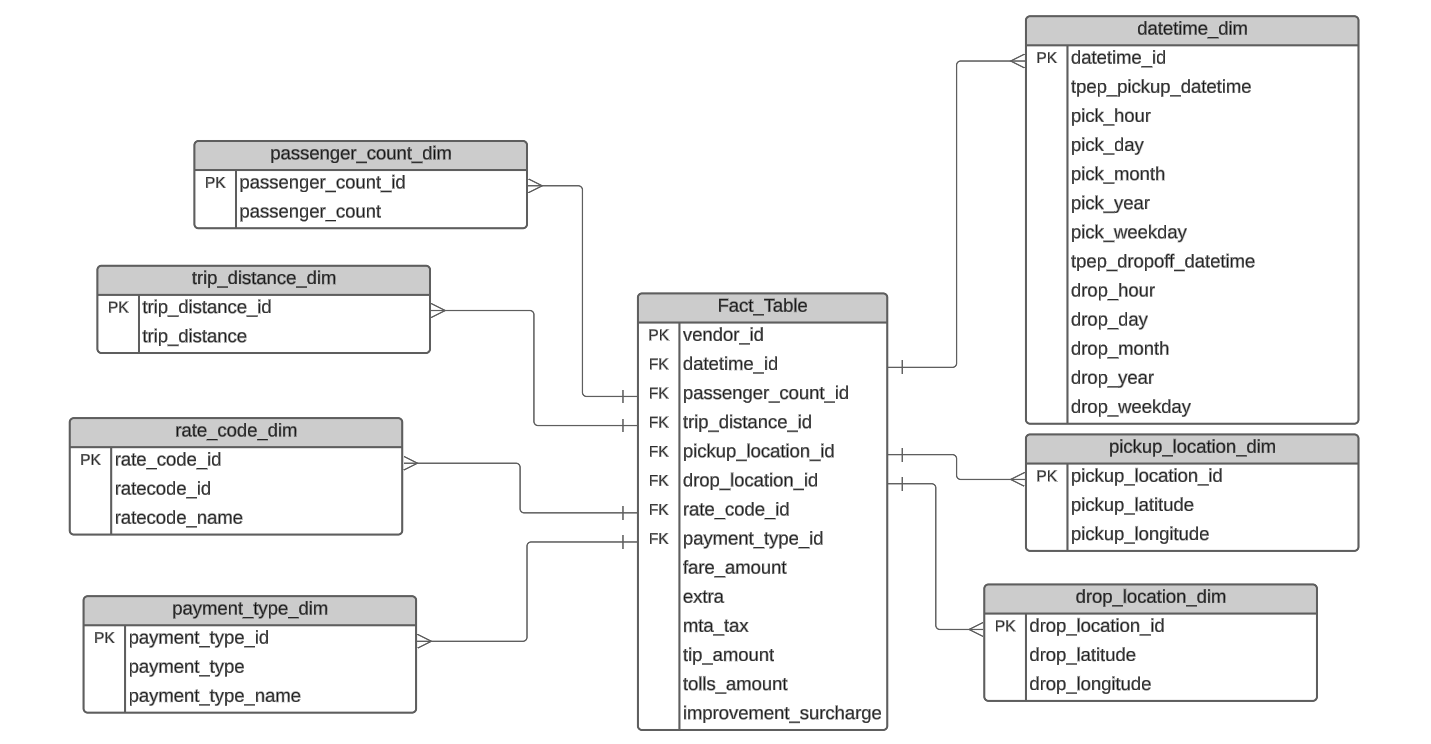 datetime_dim
PK datetime_id
tpep_pickup_datetime
pick_hour
pick_day
pick_month
pick_year
pick_weekday
tpep_dropoff_datetime
drop_hour
drop_day
drop_month
drop_year
drop_weekday
passenger_count_dim
PK passenger_count_id
passenger_count
trip_distance_dim
PK trip_distance_id
trip_distance
rate_code_dim
PK rate_code_id
ratecode_id
ratecode_name
payment_type_dim
PK payment_type_id
payment_type
payment_type_name
Fact_Table
PK vendor_id
FK datetime_id
FK passenger_count_id
FK trip_distance_id
FK pickup_location_id
FK drop_location_id
FK rate_code_id
FK payment_type_id
fare_amount
extra
mta_tax
tip_amount
tolls_amount
improvement_surcharge
pickup_location_dim
PK pickup_location_id
pickup_latitude
pickup_longitude
drop_location_dim
PK drop_location_id
drop_latitude
drop_longitude